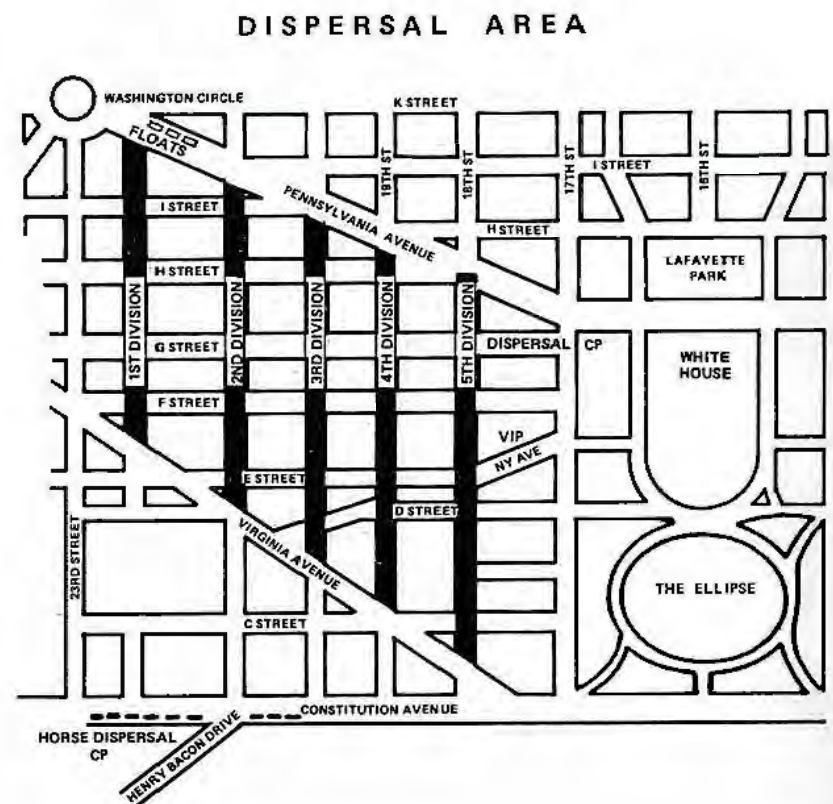 DISPERSAL AREA
WASHINGTON CIRCLE
K STREET
FLOATS
19TH ST
18TH ST
17TH ST
I STREET
16TH ST
PENNSYLVANIA AVENUE
I STREET
H STREET
H STREET
LAFAYETTE
PARK
1ST DIVISION
2ND DIVISION
3RD DIVISION
4TH DIVISION
5TH DIVISION
G STREET
DISPERSAL CP
WHITE
HOUSE
F STREET
VIP
NY AVE
E STREET
D STREET
VIRGINIA AVENUE
23RD STREET
THE ELLIPSE
C STREET
CONSTITUTION AVENUE
HORSE DISPERSAL
CP
HENRY BACON DRIVE